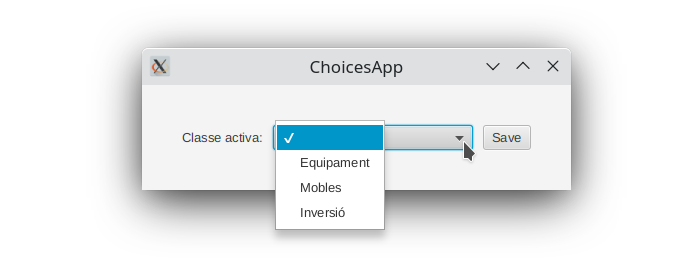 ChoicesApp
Classe activa:
Save
Equipament
Mobles
Inversió